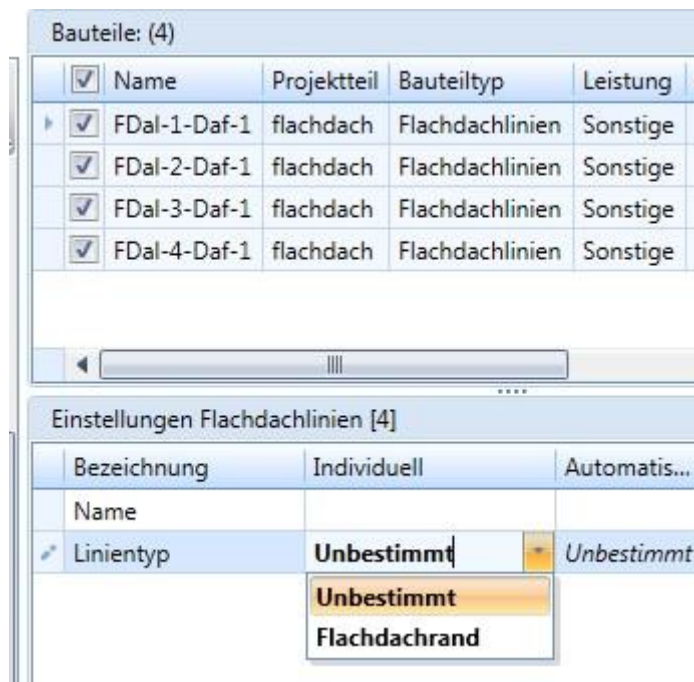 Bauteile: (4)
Name Projektteil Bauteiltyp Leistung
FDal-1-Daf-1 flachdach Flachdachlinien Sonstige
FDal-2-Daf-1 flachdach Flachdachlinien Sonstige
FDal-3-Daf-1 flachdach Flachdachlinien Sonstige
FDal-4-Daf-1 flachdach Flachdachlinien Sonstige
Einstellungen Flachdachlinien [4]
Bezeichnung Individuell Automatis...
Name
Linientyp Unbestimmt Unbestimmt
Unbestimmt
Flachdachrand